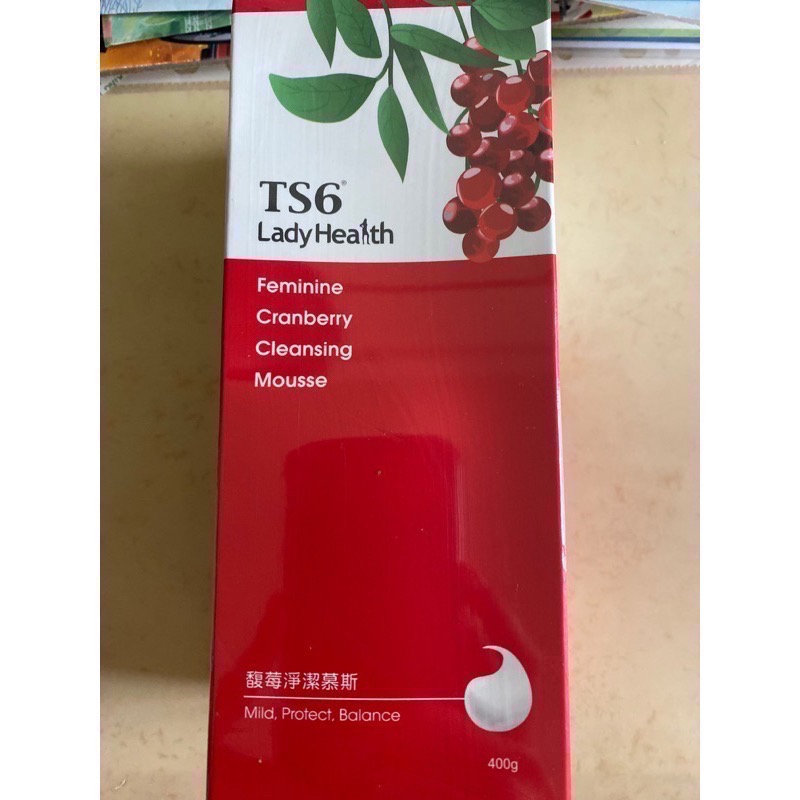 TS6®
LadyHealth
Feminine
Cranberry
Cleansing
Mousse
馥莓淨潔慕斯
Mild, Protect, Balance
400g